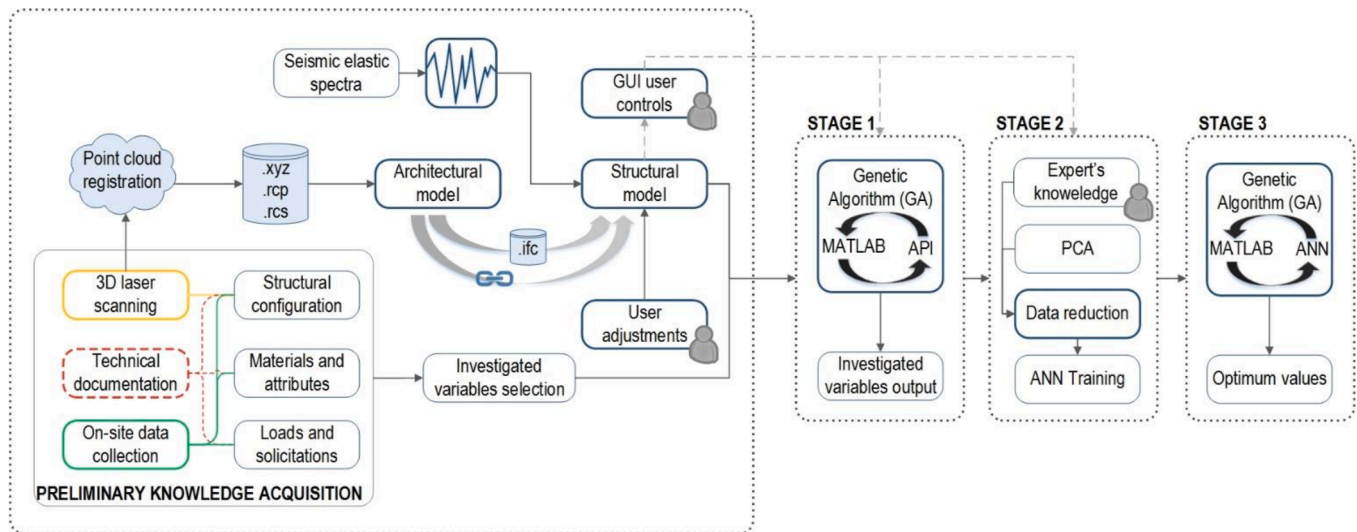 Seismic elastic
spectra
GUI user
controls
Point cloud
registration
.xyz
.rcp
.rcs
Architectural
model
Structural
model
.ifc
3D laser
scanning
Structural
configuration
Technical
documentation
Materials and
attributes
On-site data
collection
Loads and
solicitations
PRELIMINARY KNOWLEDGE ACQUISITION
Investigated
variables selection
User
adjustments
STAGE 1
Genetic
Algorithm (GA)
MATLAB API
Investigated
variables output
STAGE 2
Expert's
knoweledge
PCA
Data reduction
ANN Training
STAGE 3
Genetic
Algorithm (GA)
MATLAB ANN
Optimum values